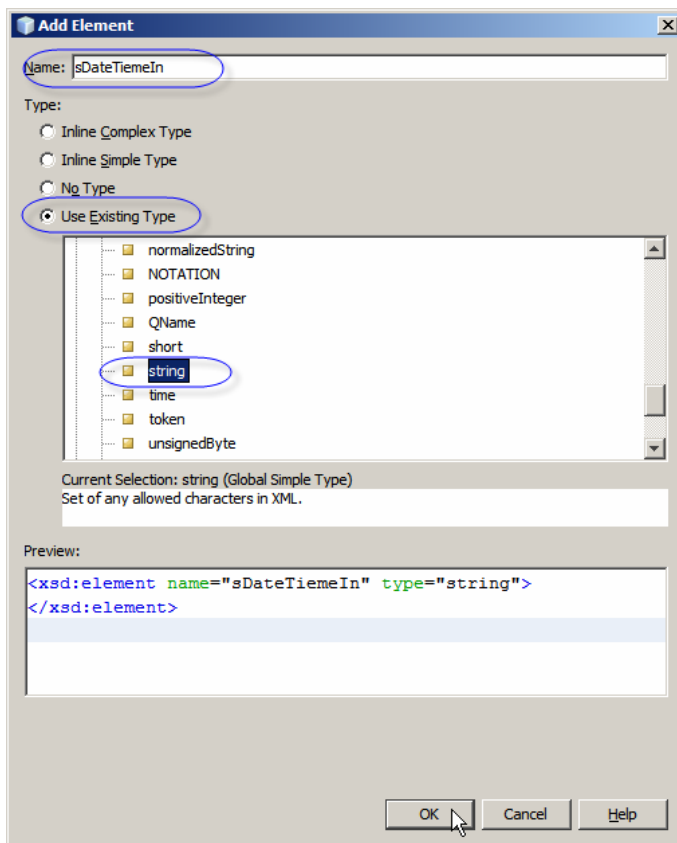 Add Element
Name: sDateTiemeIn
Type:
Inline Complex Type
Inline Simple Type
No Type
Use Existing Type
normalizedString
NOTATION
positiveInteger
QName
short
string
time
token
unsignedByte
Current Selection: string (Global Simple Type)
Set of any allowed characters in XML.
Preview:
<xsd:element name="sDateTiemeIn" type="string">
</xsd:element>
OK Cancel Help